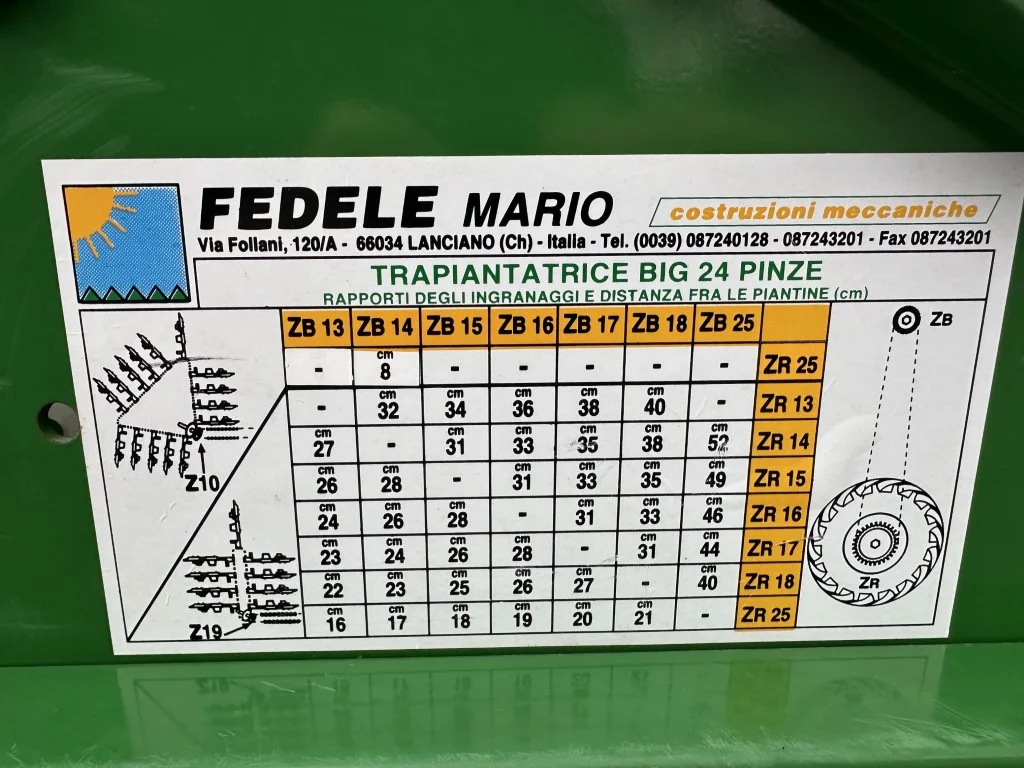 FEDELE MARIO costruzioni meccaniche
Via Follani, 120/A - 66034 LANCIANO (Ch) - Italia - Tel. (0039) 087240128 - 087243201 - Fax 087243201
TRAPIANTATRICE BIG 24 PINZE
RAPPORTI DEGLI INGRANAGGI E DISTANZA FRA LE PIANTINE (cm)
ZB 13 ZB 14 ZB 15 ZB 16 ZB 17 ZB 18 ZB 25
- cm 8 - - - - - ZR 25
- cm 32 cm 34 cm 36 cm 38 cm 40 - ZR 13
cm 27 - cm 31 cm 33 cm 35 cm 38 cm 52 ZR 14
cm 26 cm 28 - cm 31 cm 33 cm 35 cm 49 ZR 15
cm 24 cm 26 cm 28 - cm 31 cm 33 cm 46 ZR 16
cm 23 cm 24 cm 26 cm 28 - cm 31 cm 44 ZR 17
cm 22 cm 23 cm 25 cm 26 cm 27 - cm 40 ZR 18
cm 16 cm 17 cm 18 cm 19 cm 20 cm 21 - ZR 25
Z10
Z19
ZB
ZR